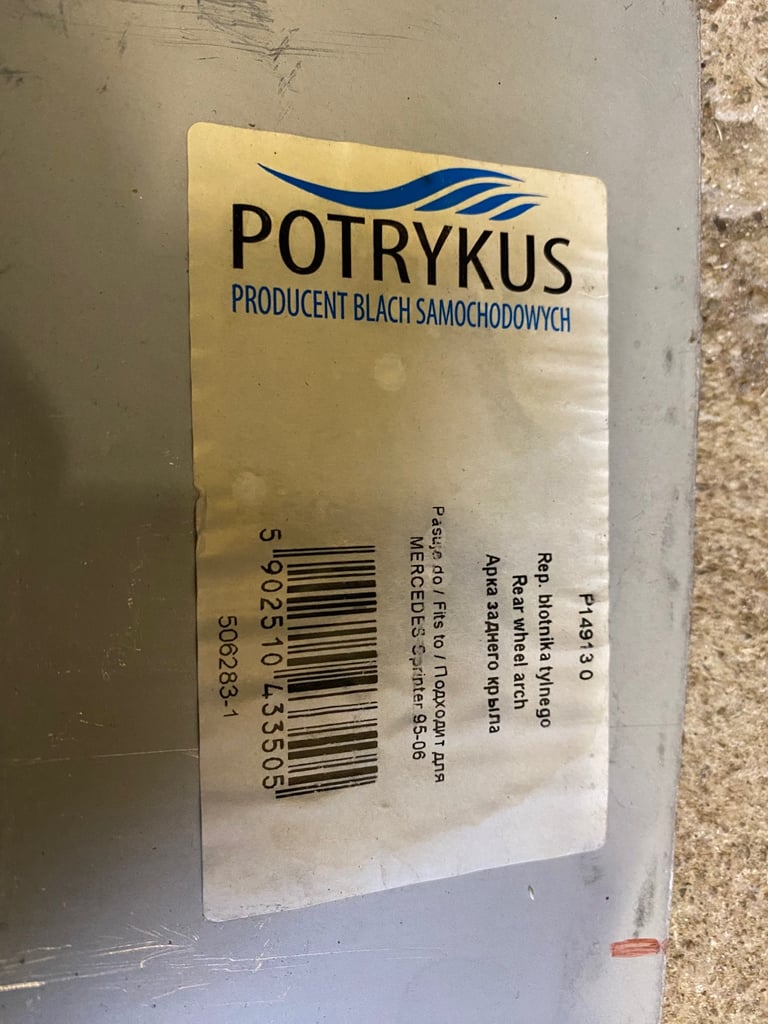 POTRYKUS
PRODUCENT BLACH SAMOCHODOWYCH
P149130
Rep. błotnika tylnego
Rear wheel arch
Арка заднего крыла
Pasuje do / Fits to / Подходит для
MERCEDES Sprinter 95-06
5 902510 433505
506283-1